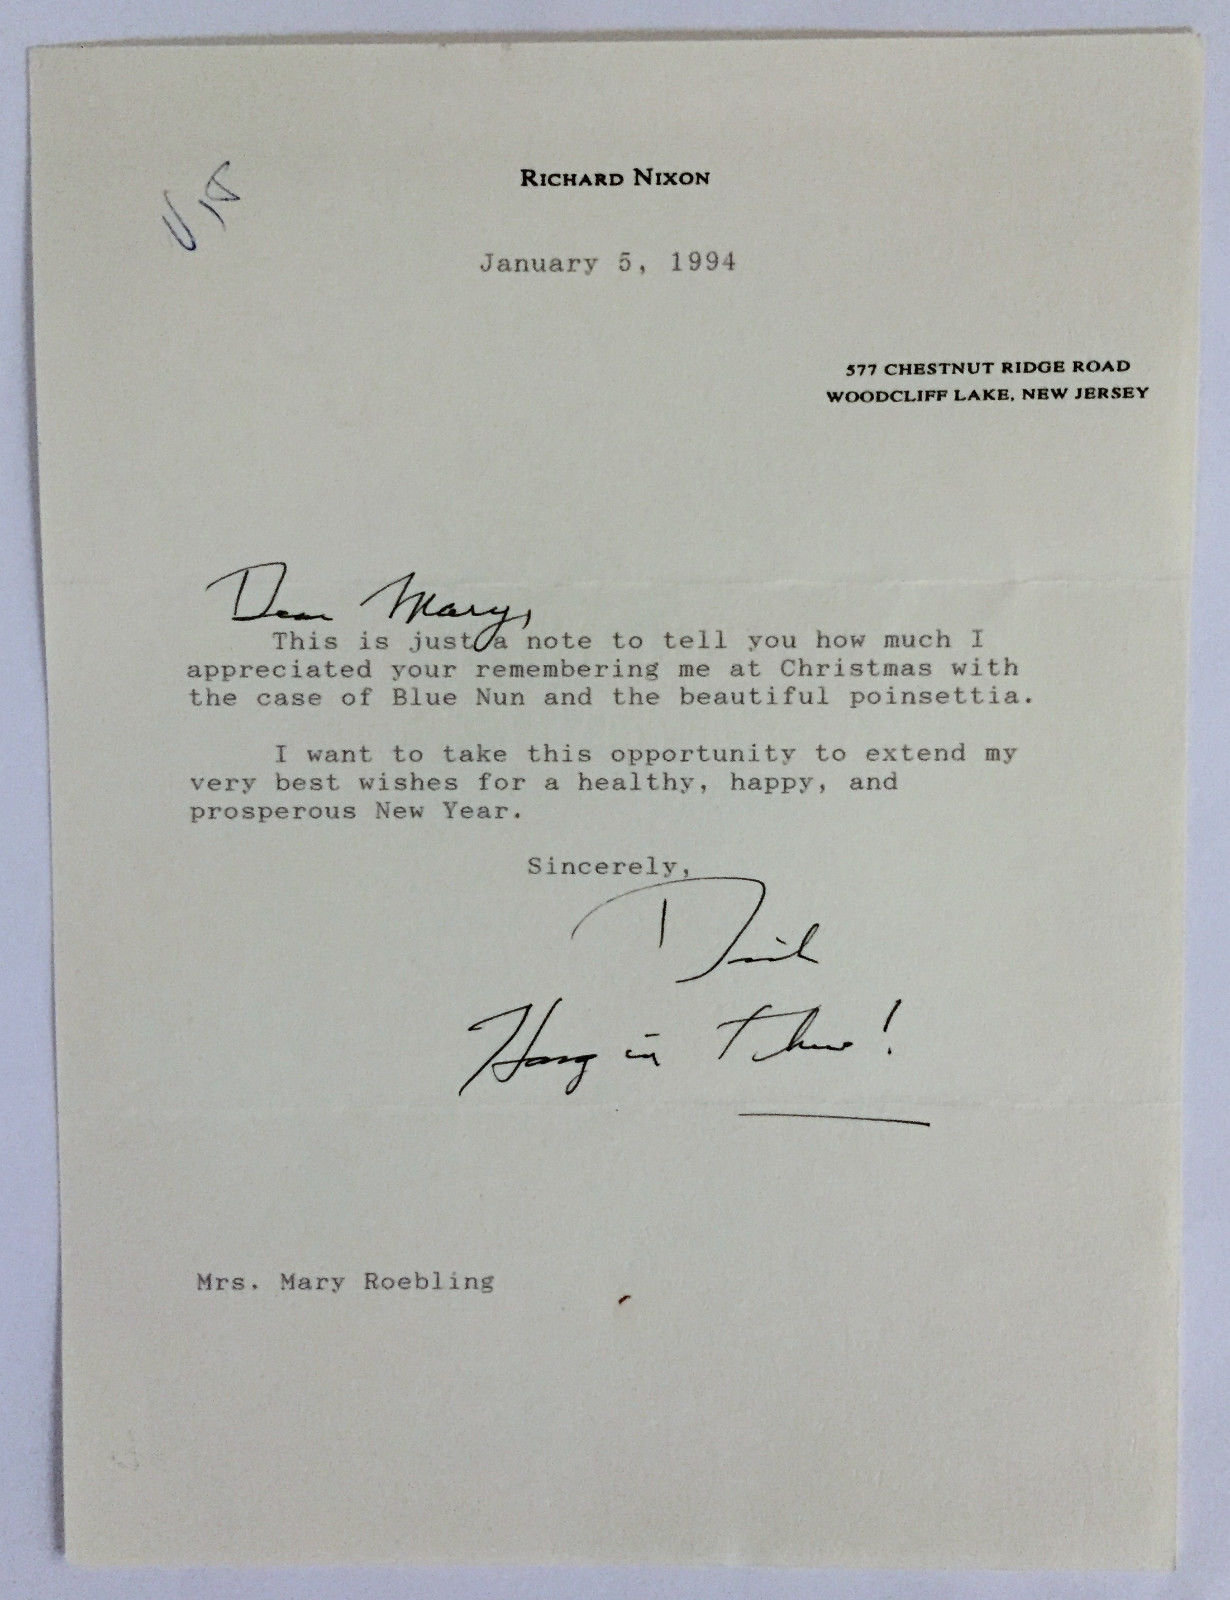 RICHARD NIXON
January 5, 1994
577 CHESTNUT RIDGE ROAD
WOODCLIFF LAKE, NEW JERSEY
Dear Mary,
This is just a note to tell you how much I
appreciated your remembering me at Christmas with
the case of Blue Nun and the beautiful poinsettia.
I want to take this opportunity to extend my
very best wishes for a healthy, happy, and
prosperous New Year.
Sincerely,
Dick
Hang in there!
Mrs. Mary Roebling